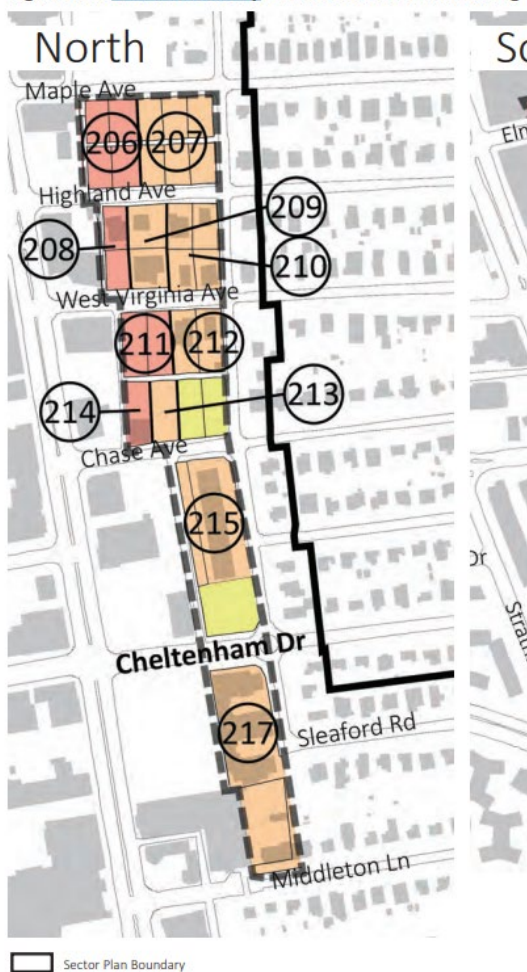 North
Maple Ave
206
207
Highland Ave
209
208
210
West Virginia Ave
211
212
214
213
Chase Ave
215
Cheltenham Dr
217
Sleaford Rd
Middleton Ln
Sector Plan Boundary